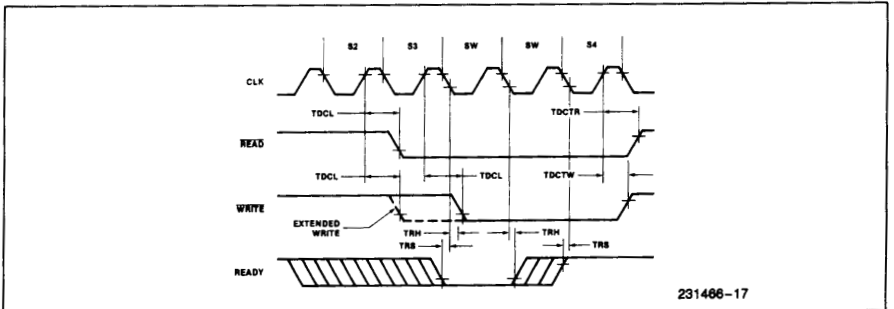 S2 S3 SW SW S4
CLK
TDCL TDCTR
READ
TDCL TDCL TDCTW
WRITE
EXTENDED
WRITE
TRH TRH
TRS TRS
READY
231466-17